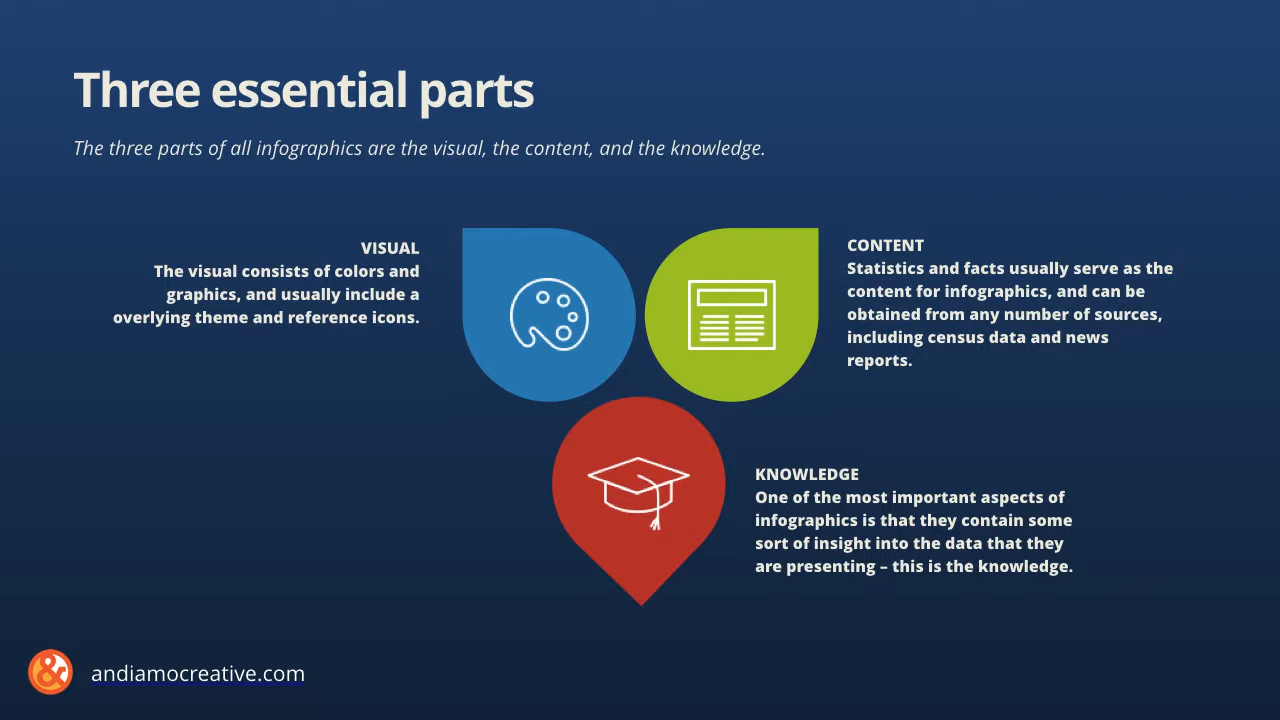 Three essential parts
The three parts of all infographics are the visual, the content, and the knowledge.
VISUAL
The visual consists of colors and
graphics, and usually include a
overlying theme and reference icons.
CONTENT
Statistics and facts usually serve as the
content for infographics, and can be
obtained from any number of sources,
including census data and news
reports.
KNOWLEDGE
One of the most important aspects of
infographics is that they contain some
sort of insight into the data that they
are presenting – this is the knowledge.
&
andiamocreative.com